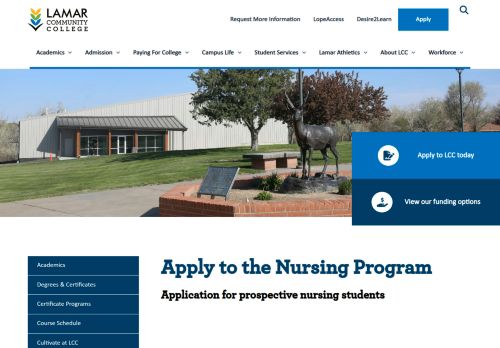 LAMAR
COMMUNITY
COLLEGE
Request More Information LopeAccess Desire2Learn Apply
Academics Admission Paying For College Campus Life Student Services Lamar Athletics About LCC Workforce
Apply to LCC today
View our funding options
Academics
Degrees & Certificates
Certificate Programs
Course Schedule
Cultivate at LCC
Apply to the Nursing Program
Application for prospective nursing students